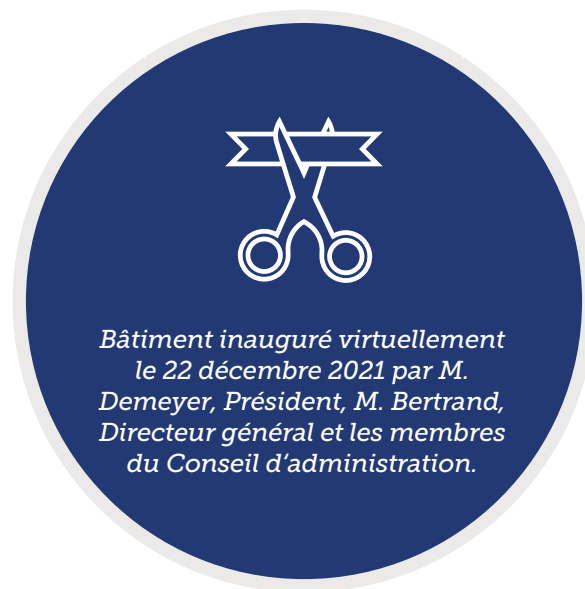 Bâtiment inauguré virtuellement
le 22 décembre 2021 par M.
Demeyer, Président, M. Bertrand,
Directeur général et les membres
du Conseil d’administration.